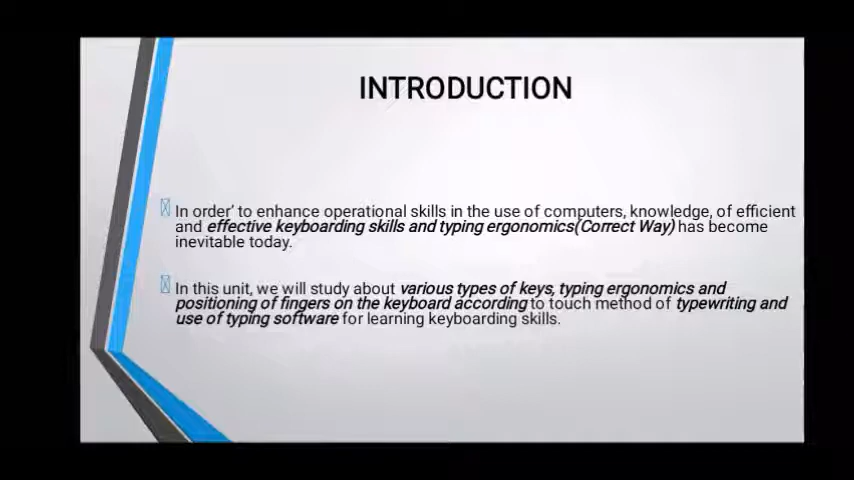 INTRODUCTION
In order' to enhance operational skills in the use of computers, knowledge, of efficient
and effective keyboarding skills and typing ergonomics(Correct Way) has become
inevitable today.
In this unit, we will study about various types of keys, typing ergonomics and
positioning of fingers on the keyboard according to touch method of typewriting and
use of typing software for learning keyboarding skills.